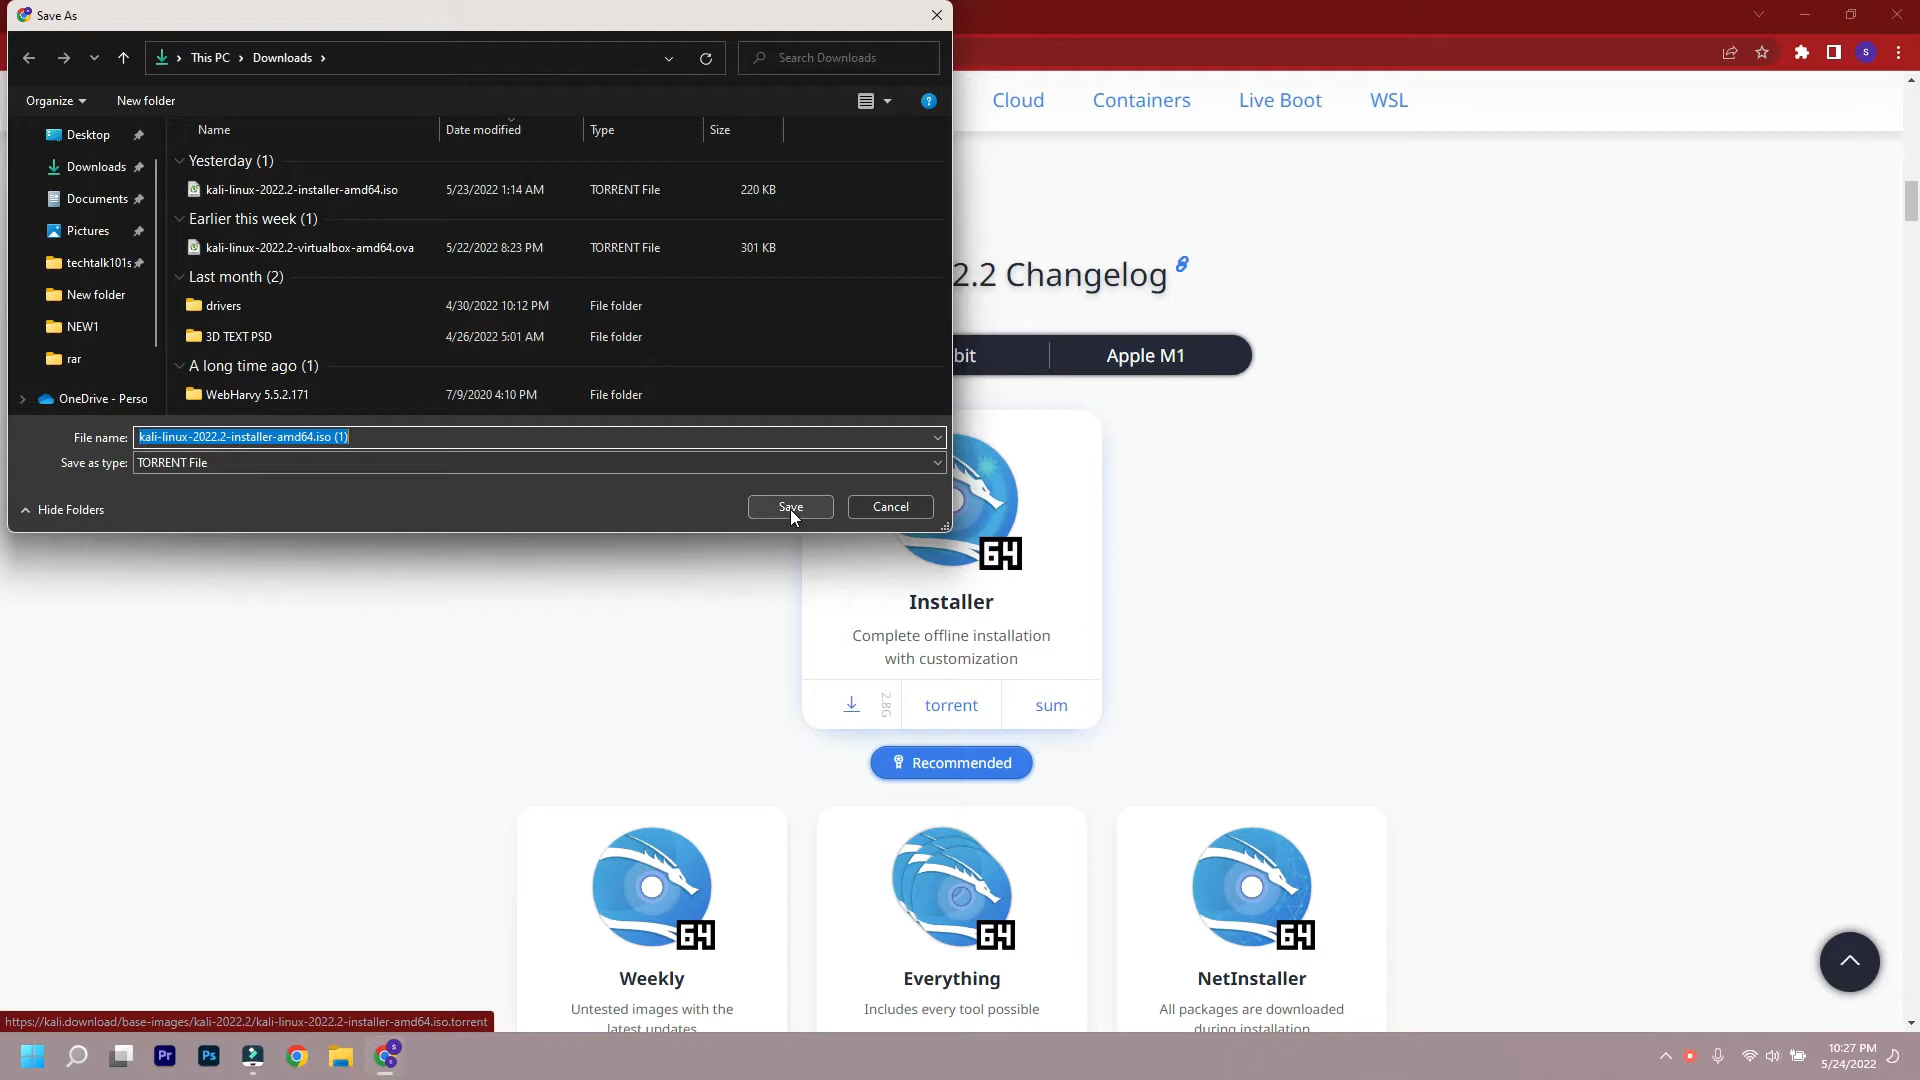 Save As
This PC > Downloads >
Search Downloads
Organize
New folder
Name
Date modified
Type
Size
Desktop
Downloads
Documents
Pictures
techtalk101s
New folder
NEW1
rar
OneDrive - Perso
Yesterday (1)
kali-linux-2022.2-installer-amd64.iso 5/23/2022 1:14 AM TORRENT File 220 KB
Earlier this week (1)
kali-linux-2022.2-virtualbox-amd64.ova 5/22/2022 8:23 PM TORRENT File 301 KB
Last month (2)
drivers 4/30/2022 10:12 PM File folder
3D TEXT PSD 4/26/2022 5:01 AM File folder
A long time ago (1)
WebHarvy 5.5.2.171 7/9/2020 4:10 PM File folder
File name: kali-linux-2022.2-installer-amd64.iso (1)
Save as type: TORRENT File
Hide Folders
Save
Cancel
S
Cloud
Containers
Live Boot
WSL
2.2 Changelog
bit
Apple M1
64
Installer
Complete offline installation
with customization
2.8G
torrent
sum
Recommended
64
Weekly
Untested images with the
latest updates
64
Everything
Includes every tool possible
64
NetInstaller
All packages are downloaded
during installation
https://kali.download/base-images/kali-2022.2/kali-linux-2022.2-installer-amd64.iso.torrent
Pr
Ps
S
10:27 PM
5/24/2022